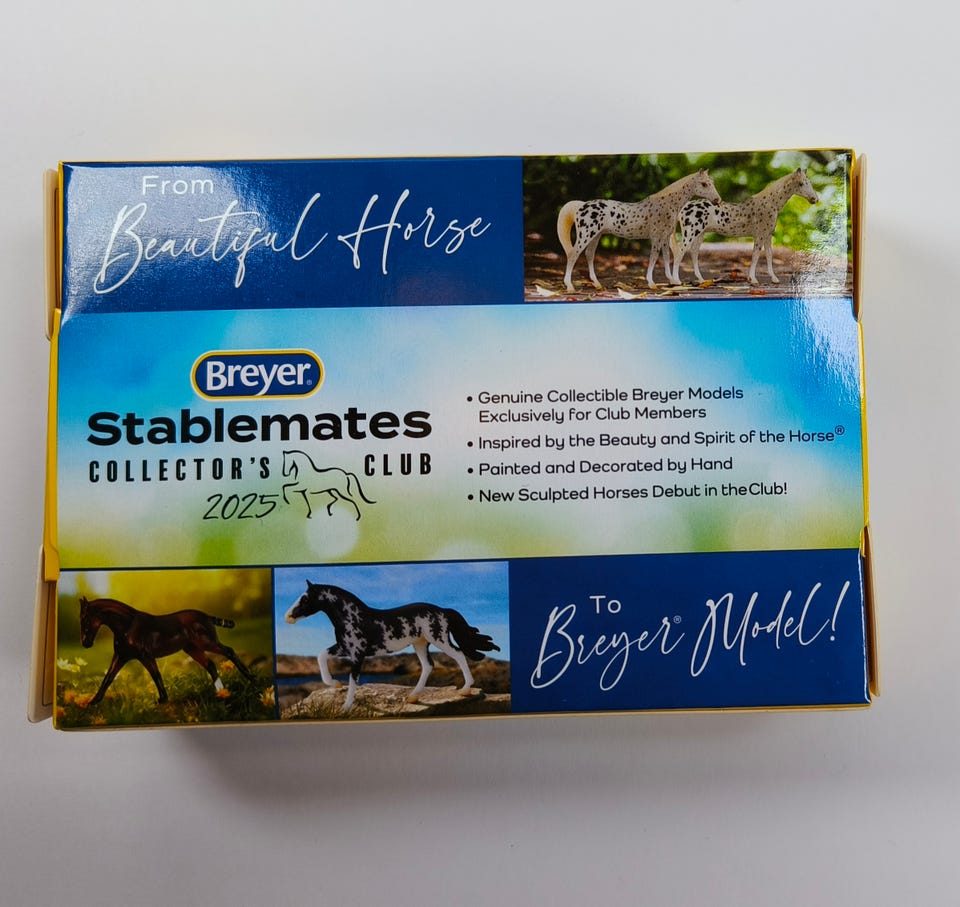 From
Beautiful Horse
Breyer®
Stablemates
COLLECTOR'S CLUB
2025
• Genuine Collectible Breyer Models
Exclusively for Club Members
• Inspired by the Beauty and Spirit of the Horse®
• Painted and Decorated by Hand
• New Sculpted Horses Debut in the Club!
To
Breyer® Model!